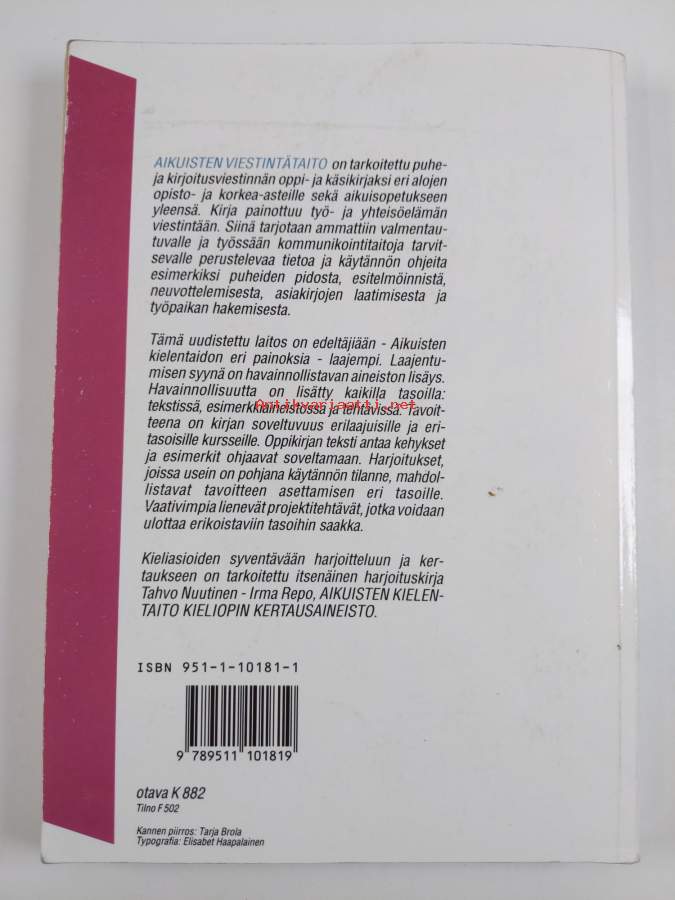 AIKUISTEN VIESTINTÄTAITO on tarkoitettu puhe-
ja kirjoitusviestinnän oppi- ja käsikirjaksi eri alojen
opisto- ja korkea-asteille sekä aikuisopetukseen
yleensä. Kirja painottuu työ- ja yhteisöelämän
viestintään. Siinä tarjotaan ammattiin valmentau-
tuvalle ja työssään kommunikointitaitoja tarvit-
sevalle perustelevaa tietoa ja käytännön ohjeita
esimerkiksi puheiden pidosta, esitelmöinnistä,
neuvottelemisesta, asiakirjojen laatimisesta ja
työpaikan hakemisesta.
Tämä uudistettu laitos on edeltäjiään - Aikuisten
kielentaidon eri painoksia - laajempi. Laajentu-
misen syynä on havainnollistavan aineiston lisäys.
Havainnollisuutta on lisätty kaikilla tasoilla:
tekstissä, esimerkkiaineistossa ja tehtävissä. Tavoit-
Antikvariaatti.net
teena on kirjan soveltuvuus erilaajuisille ja eri-
tasoisille kursseille. Oppikirjan teksti antaa kehykset
ja esimerkit ohjaavat soveltamaan. Harjoitukset,
joissa usein on pohjana käytännön tilanne, mahdol-
listavat tavoitteen asettamisen eri tasoille.
Vaativimpia lienevät projektitehtävät, jotka voidaan
ulottaa erikoistaviin tasoihin saakka.
Kieliasioiden syventävään harjoitteluun ja ker-
taukseen on tarkoitettu itsenäinen harjoituskirja
Tahvo Nuutinen - Irma Repo, AIKUISTEN KIELEN-
TAITO KIELIOPIN KERTAUSAINEISTO.
ISBN 951-1-10181-1
9 789511 101819
otava K 882
Tilno F 502
Kannen piirros: Tarja Brola
Typografia: Elisabet Haapalainen